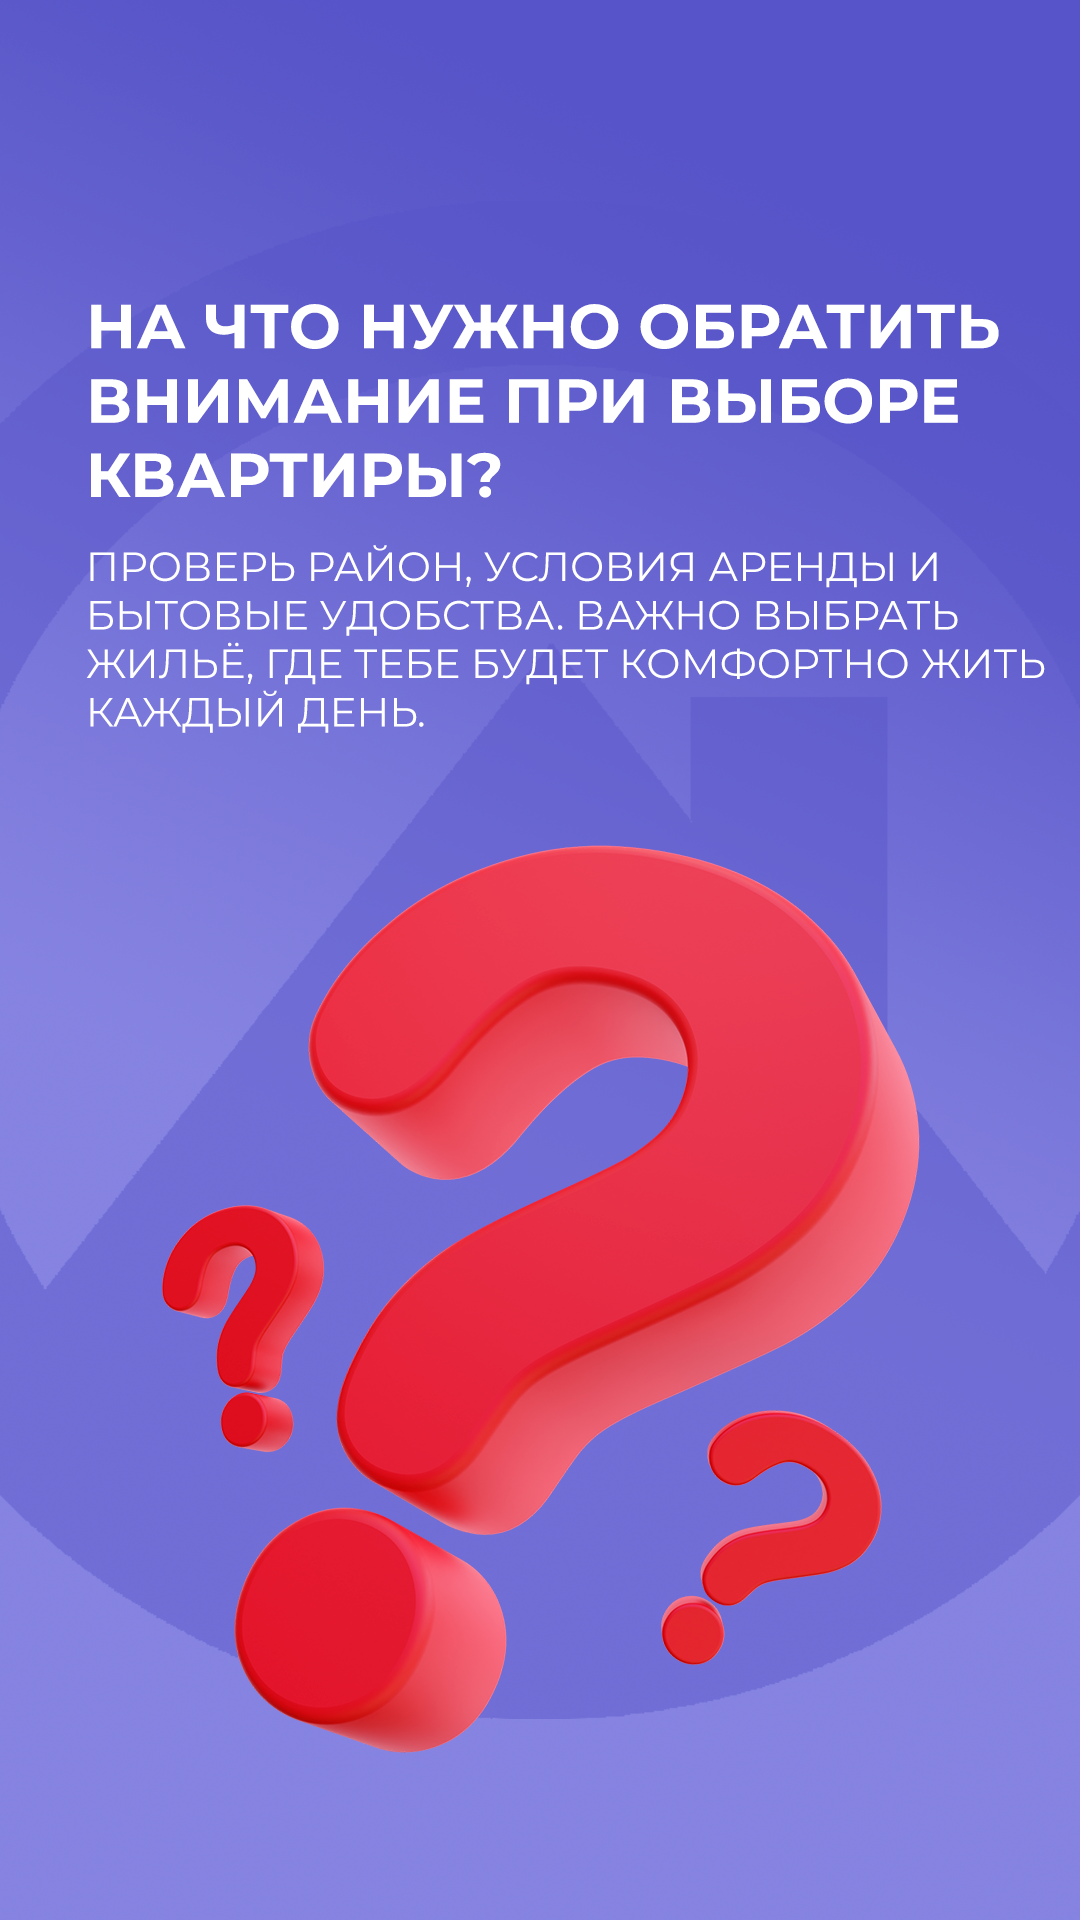 НА ЧТО НУЖНО ОБРАТИТЬ
ВНИМАНИЕ ПРИ ВЫБОРЕ
КВАРТИРЫ?
ПРОВЕРЬ РАЙОН, УСЛОВИЯ АРЕНДЫ И
БЫТОВЫЕ УДОБСТВА. ВАЖНО ВЫБРАТЬ
ЖИЛЬЁ, ГДЕ ТЕБЕ БУДЕТ КОМФОРТНО ЖИТЬ
КАЖДЫЙ ДЕНЬ.